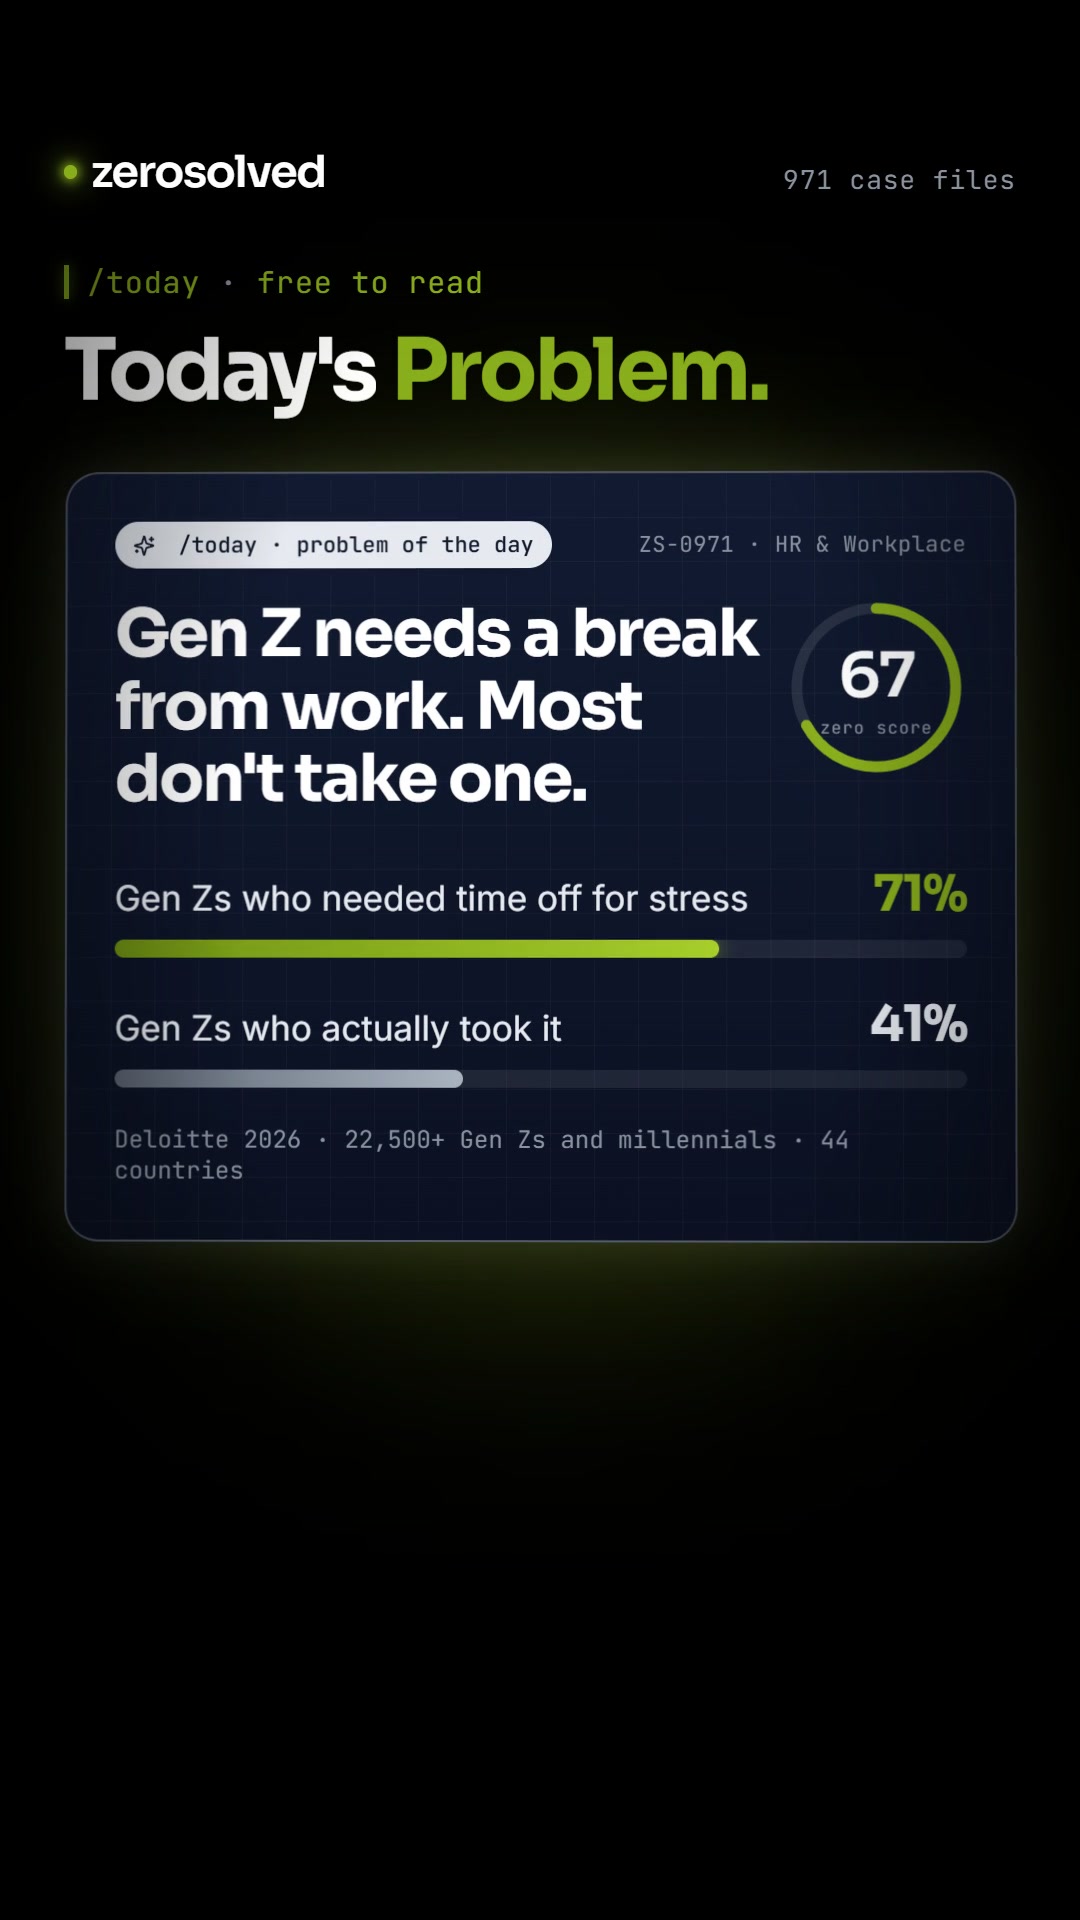 zerosolved
971 case files
/today · free to read
Today's Problem.
/today · problem of the day
ZS-0971 · HR & Workplace
Gen Z needs a break
from work. Most
don't take one.
67
zero score
Gen Zs who needed time off for stress
71%
Gen Zs who actually took it
41%
Deloitte 2026 · 22,500+ Gen Zs and millennials · 44
countries